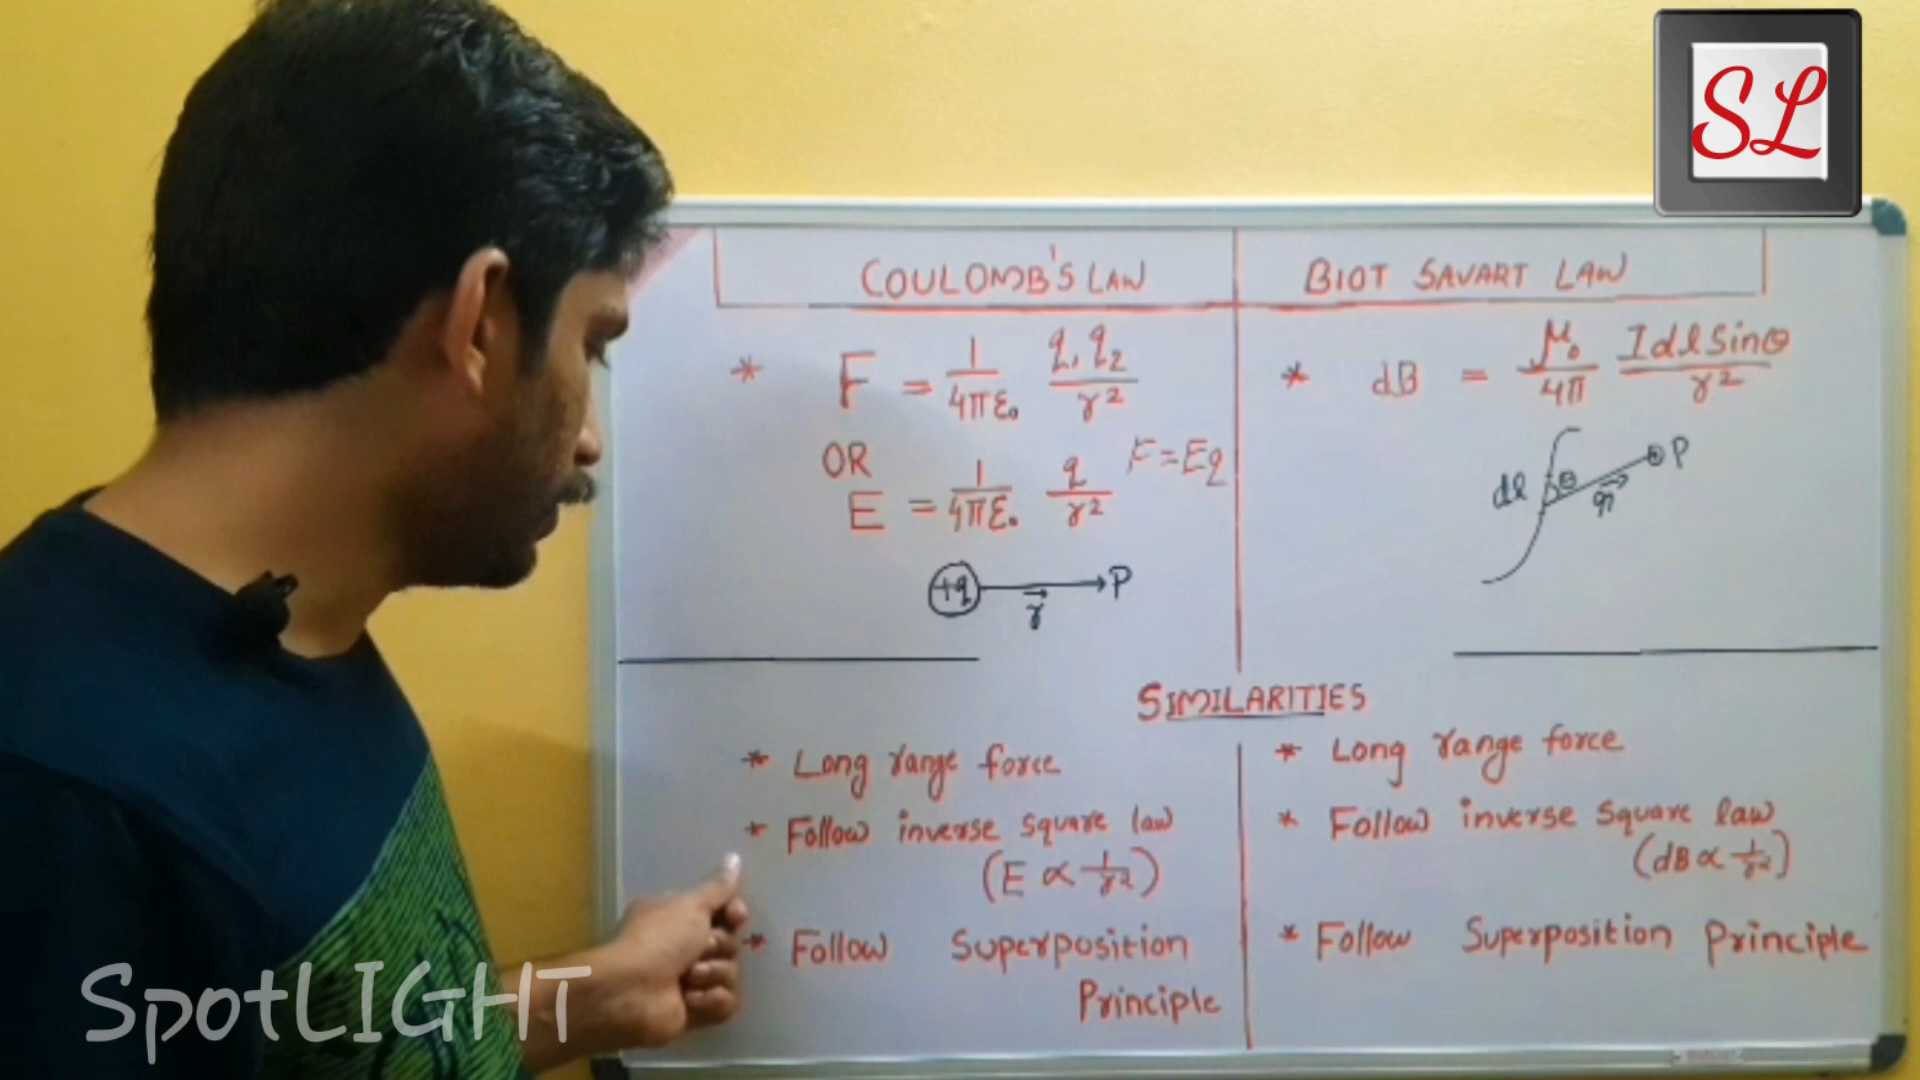 SL
COULOMB'S LAW
BIOT SAVART LAW
* F = 1/4πε₀ q₁q₂/r²
* dB = μ₀/4π Idl Sinθ/r²
OR
F=Eq
E = 1/4πε₀ q/r²
dl θ r P
+q r P
SIMILARITIES
* Long range force
* Follow inverse square law
(E ∝ 1/r²)
* Follow Superposition
Principle
* Long range force
* Follow inverse square law
(dB ∝ 1/r²)
* Follow Superposition Principle
SpotLIGHT